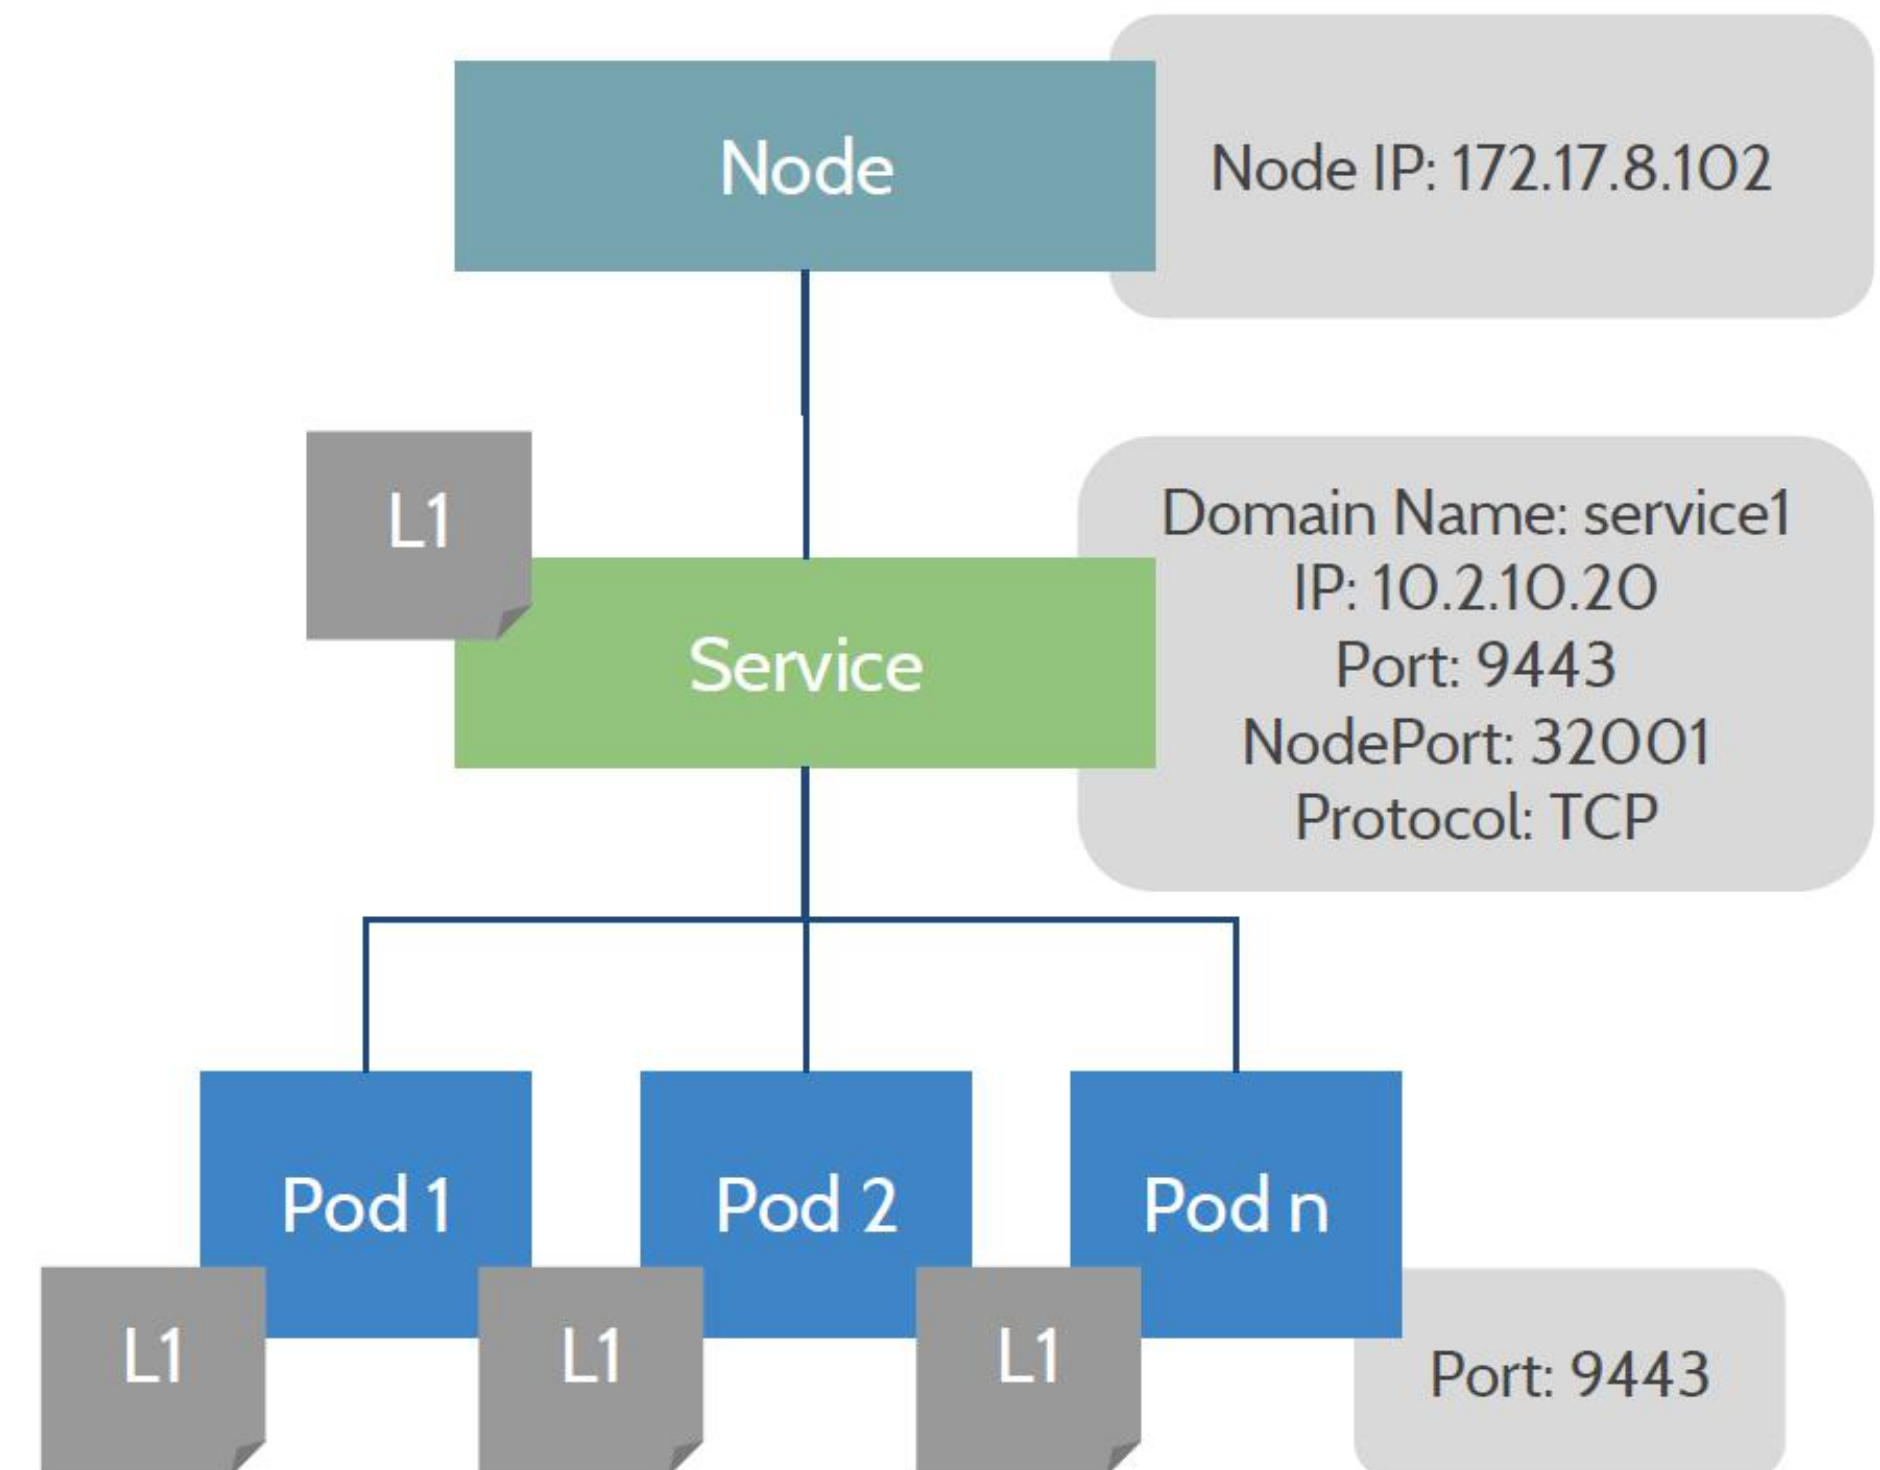 Node
Node IP: 172.17.8.102
L1
Service
Domain Name: service1
IP: 10.2.10.20
Port: 9443
NodePort: 32001
Protocol: TCP
Pod 1
Pod 2
Pod n
L1
L1
L1
Port: 9443